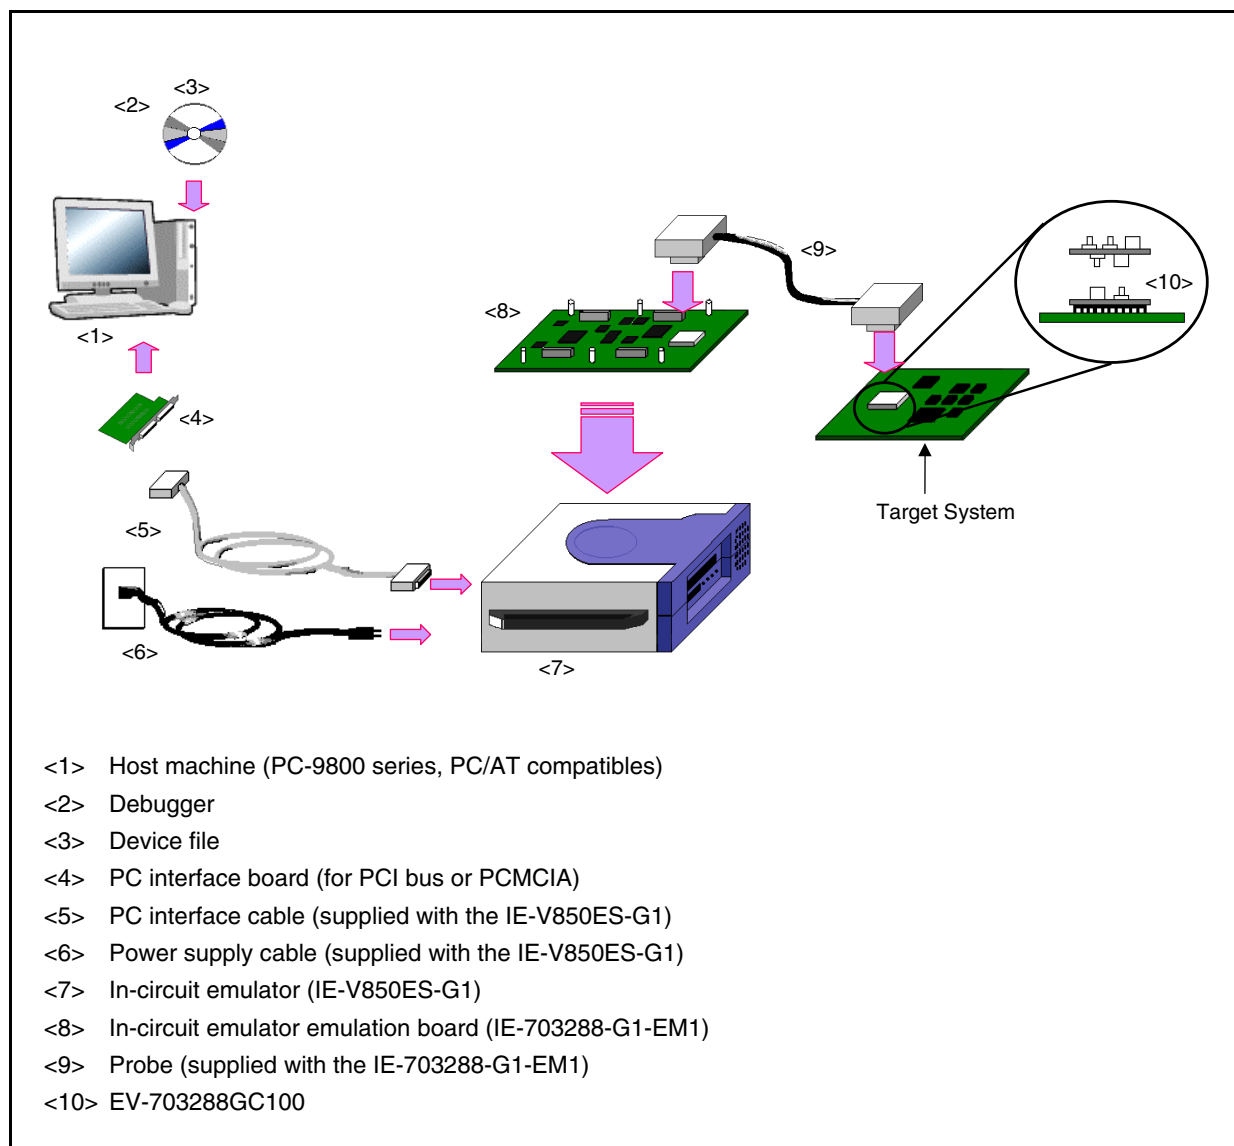 <3>
<2>
<1>
<4>
<5>
<6>
<7>
<8>
<9>
<10>
Target System
<1> Host machine (PC-9800 series, PC/AT compatibles)
<2> Debugger
<3> Device file
<4> PC interface board (for PCI bus or PCMCIA)
<5> PC interface cable (supplied with the IE-V850ES-G1)
<6> Power supply cable (supplied with the IE-V850ES-G1)
<7> In-circuit emulator (IE-V850ES-G1)
<8> In-circuit emulator emulation board (IE-703288-G1-EM1)
<9> Probe (supplied with the IE-703288-G1-EM1)
<10> EV-703288GC100